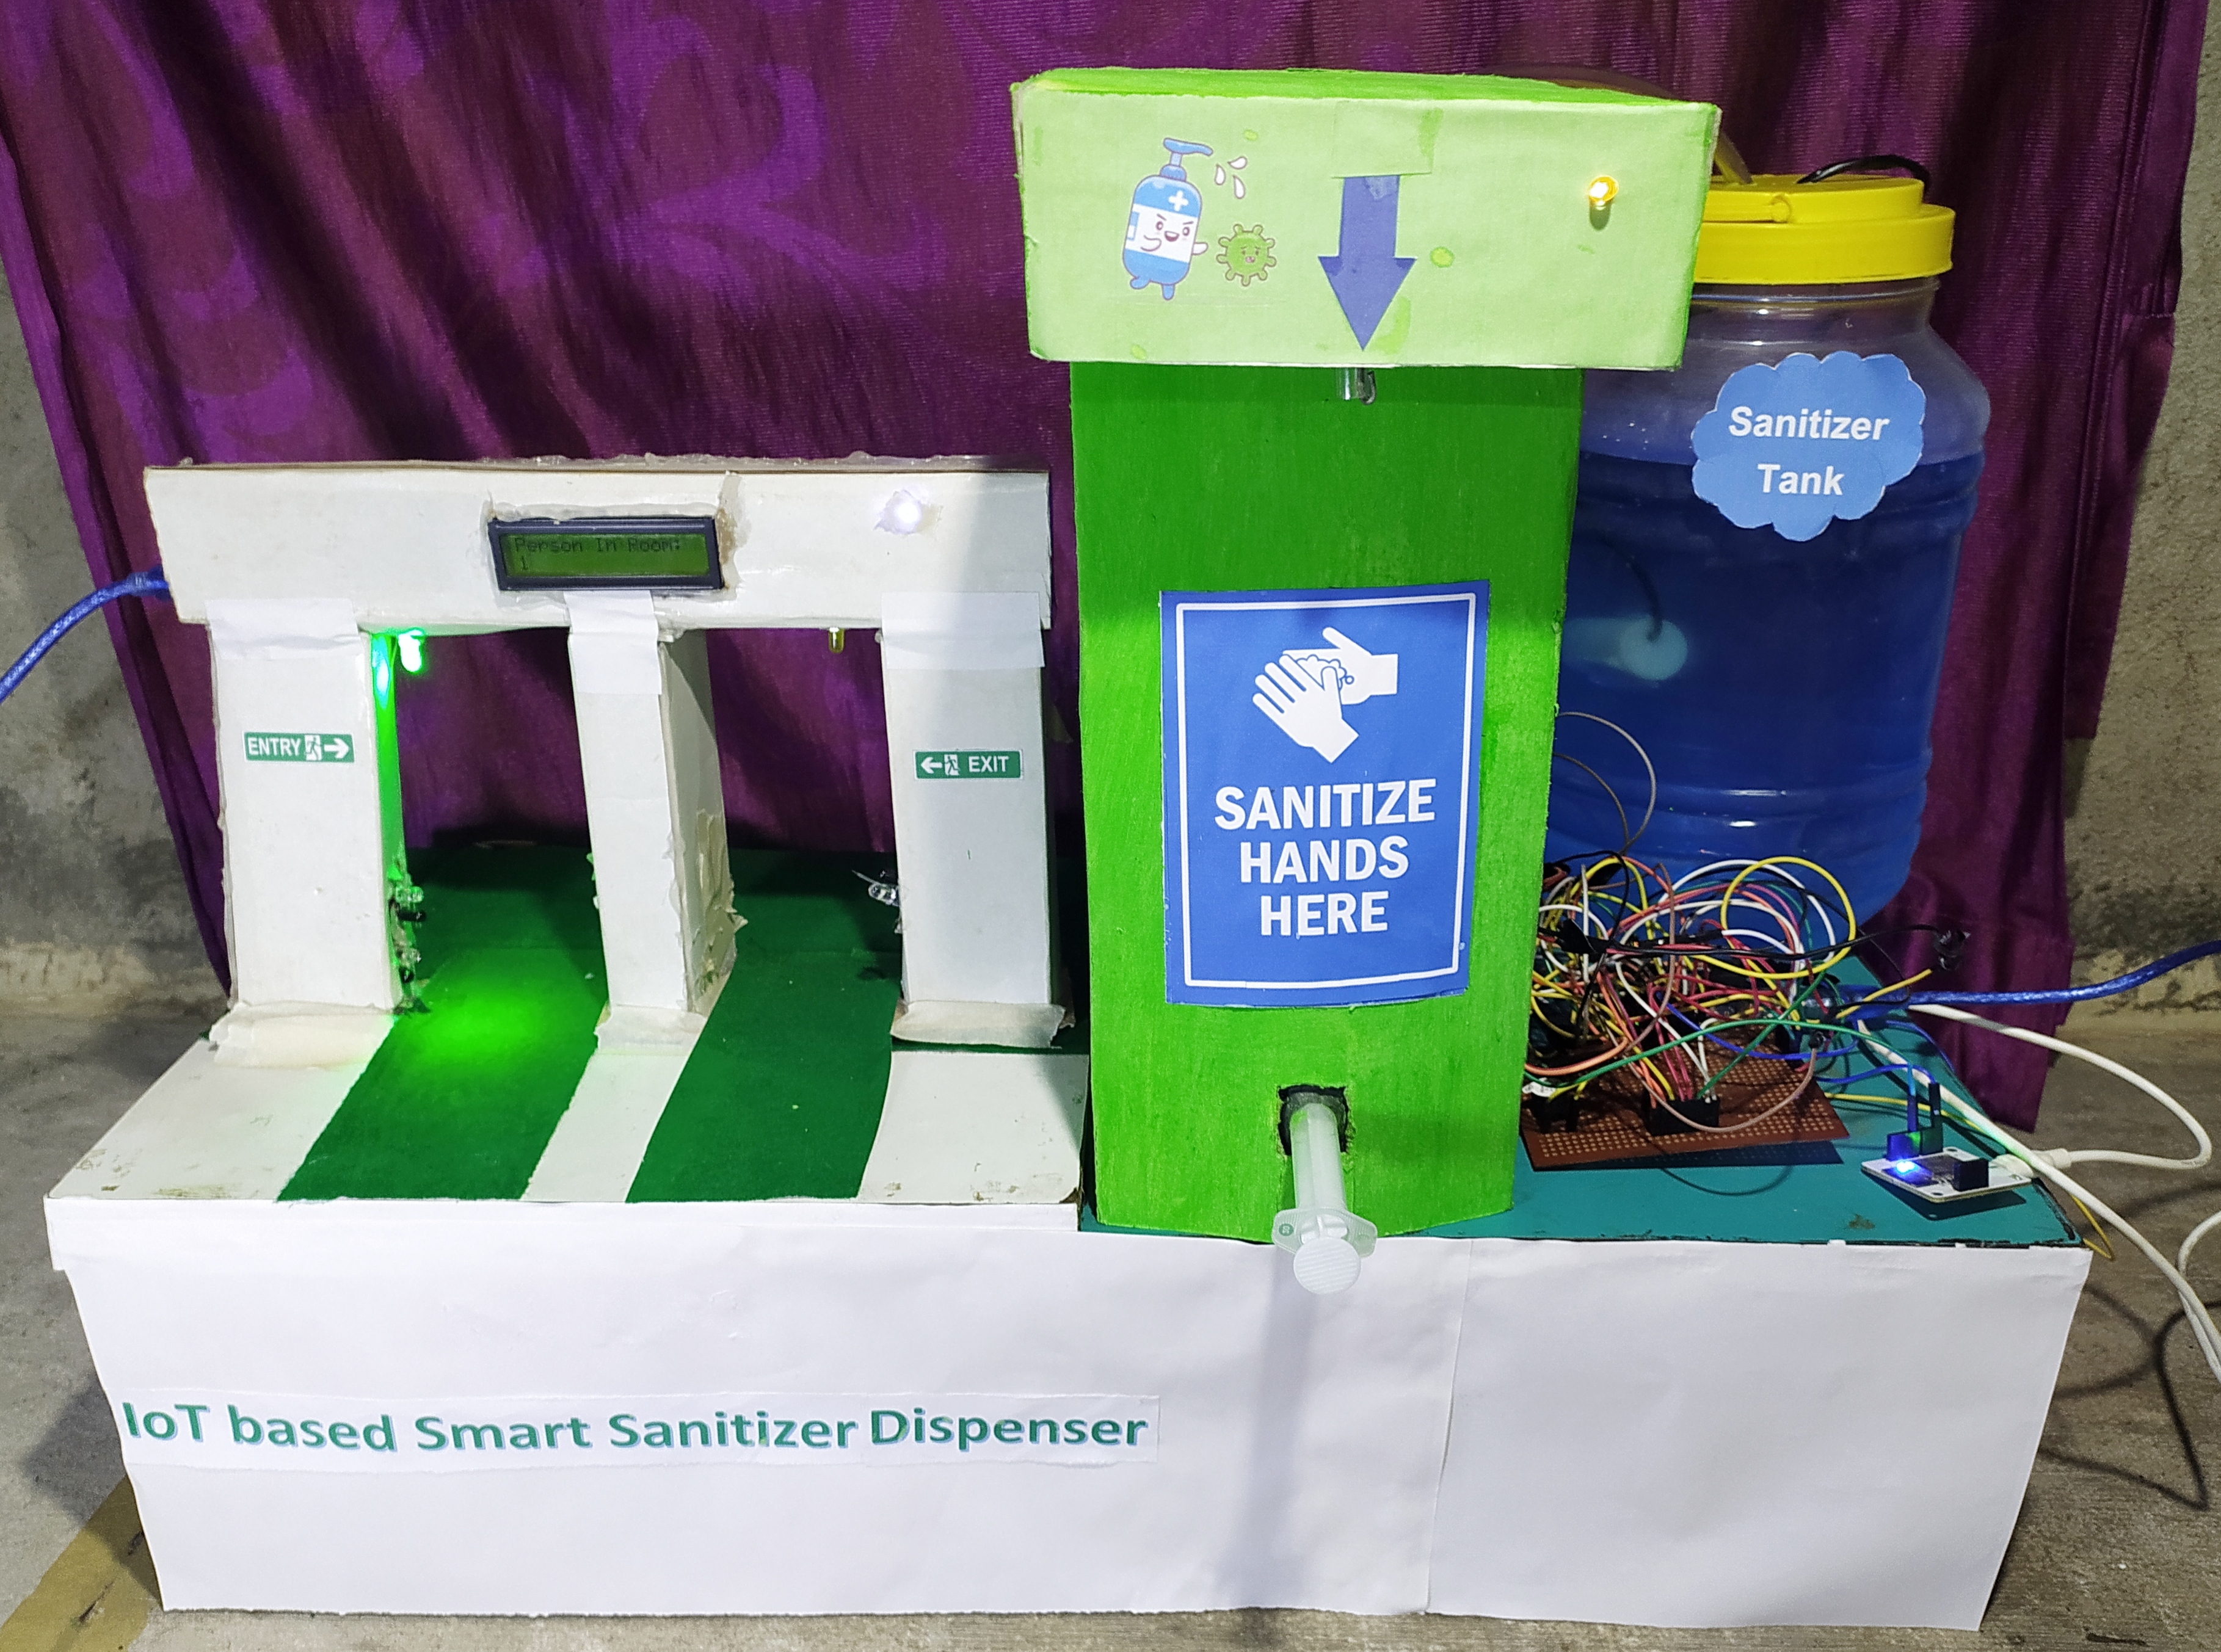 Sanitizer
Tank
Person In Room:
1
ENTRY
EXIT
SANITIZE
HANDS
HERE
IoT based Smart Sanitizer Dispenser